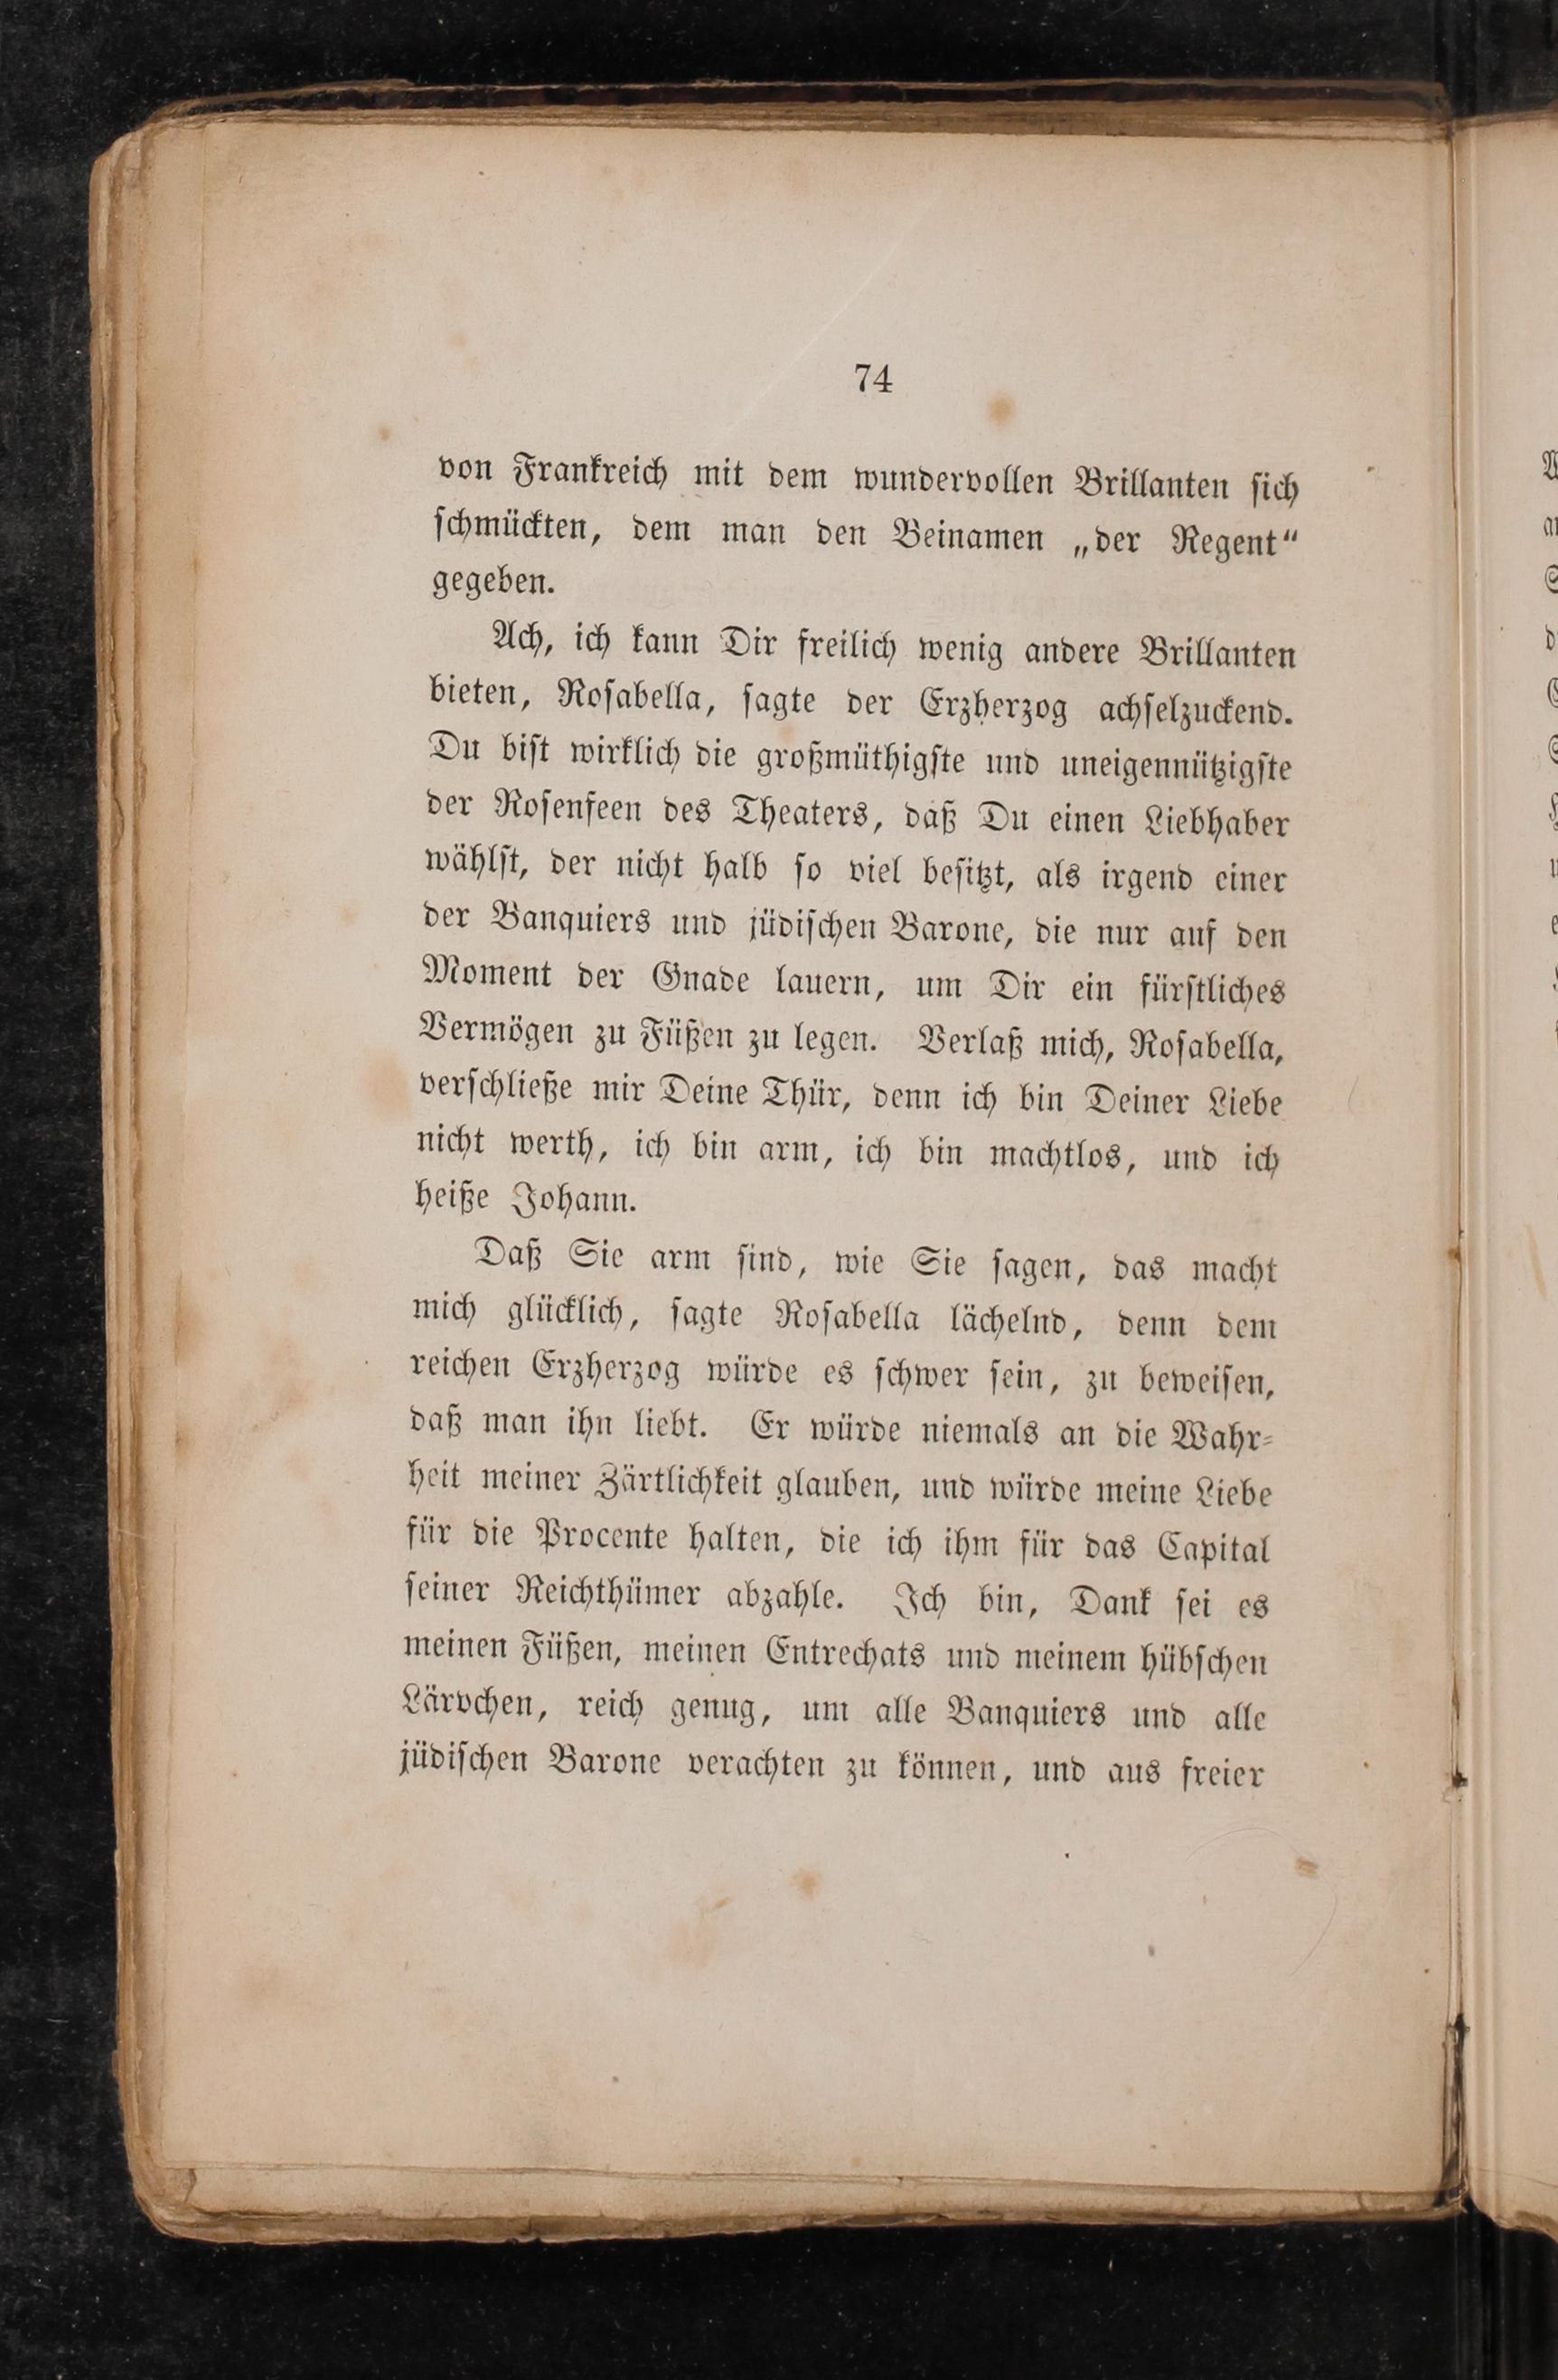 74
von Frankreich mit dem wundervollen Brillanten sich
schmückten, dem man den Beinamen „der Regent“
gegeben.
Ach, ich kann Dir freilich wenig andere Brillanten
bieten, Rosabella, sagte der Erzherzog achselzuckend.
Du bist wirklich die großmüthigste und uneigennützigste
der Rosenfeen des Theaters, daß Du einen Liebhaber
wählst, der nicht halb so viel besitzt, als irgend einer
der Banquiers und jüdischen Barone, die nur auf den
Moment der Gnade lauern, um Dir ein fürstliches
Vermögen zu Füßen zu legen. Verlaß mich, Rosabella,
verschließe mir Deine Thür, denn ich bin Deiner Liebe
nicht werth, ich bin arm, ich bin machtlos, und ich
heiße Johann.
Daß Sie arm sind, wie Sie sagen, das macht
mich glücklich, sagte Rosabella lächelnd, denn dem
reichen Erzherzog würde es schwer sein, zu beweisen,
daß man ihn liebt. Er würde niemals an die Wahr-
heit meiner Zärtlichkeit glauben, und würde meine Liebe
für die Procente halten, die ich ihm für das Capital
seiner Reichthümer abzahle. Ich bin, Dank sei es
meinen Füßen, meinen Entrechats und meinem hübschen
Lärvchen, reich genug, um alle Banquiers und alle
jüdischen Barone verachten zu können, und aus freier